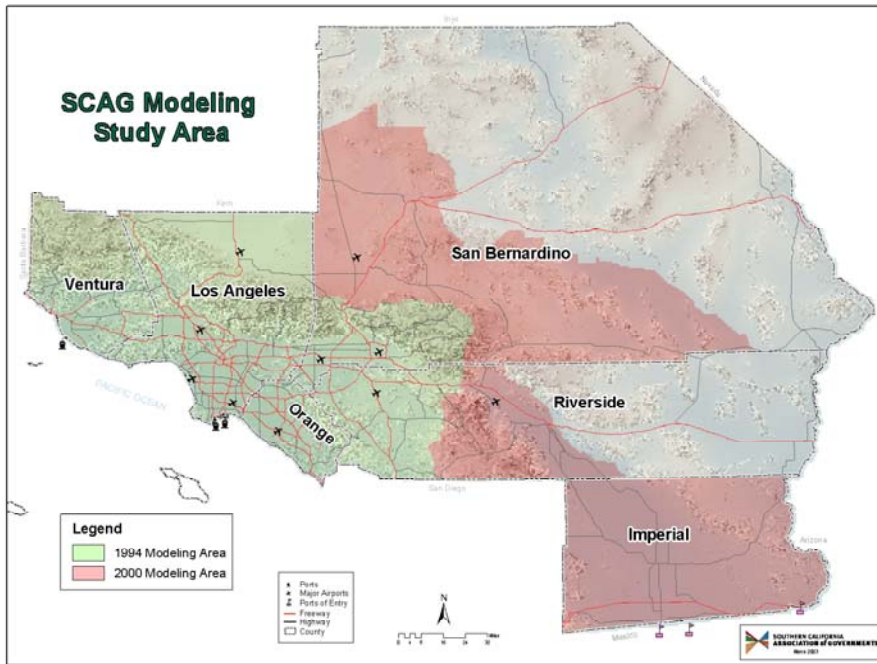 SCAG Modeling
Study Area
Inyo
Nevada
Kern
Santa Barbara
San Bernardino
Ventura
Los Angeles
PACIFIC OCEAN
Orange
Riverside
San Diego
Imperial
Arizona
Mexico
Legend
1994 Modeling Area
2000 Modeling Area
Ports
Major Airports
Ports of Entry
Freeway
Highway
County
N
Miles
SOUTHERN CALIFORNIA
ASSOCIATION of GOVERNMENTS